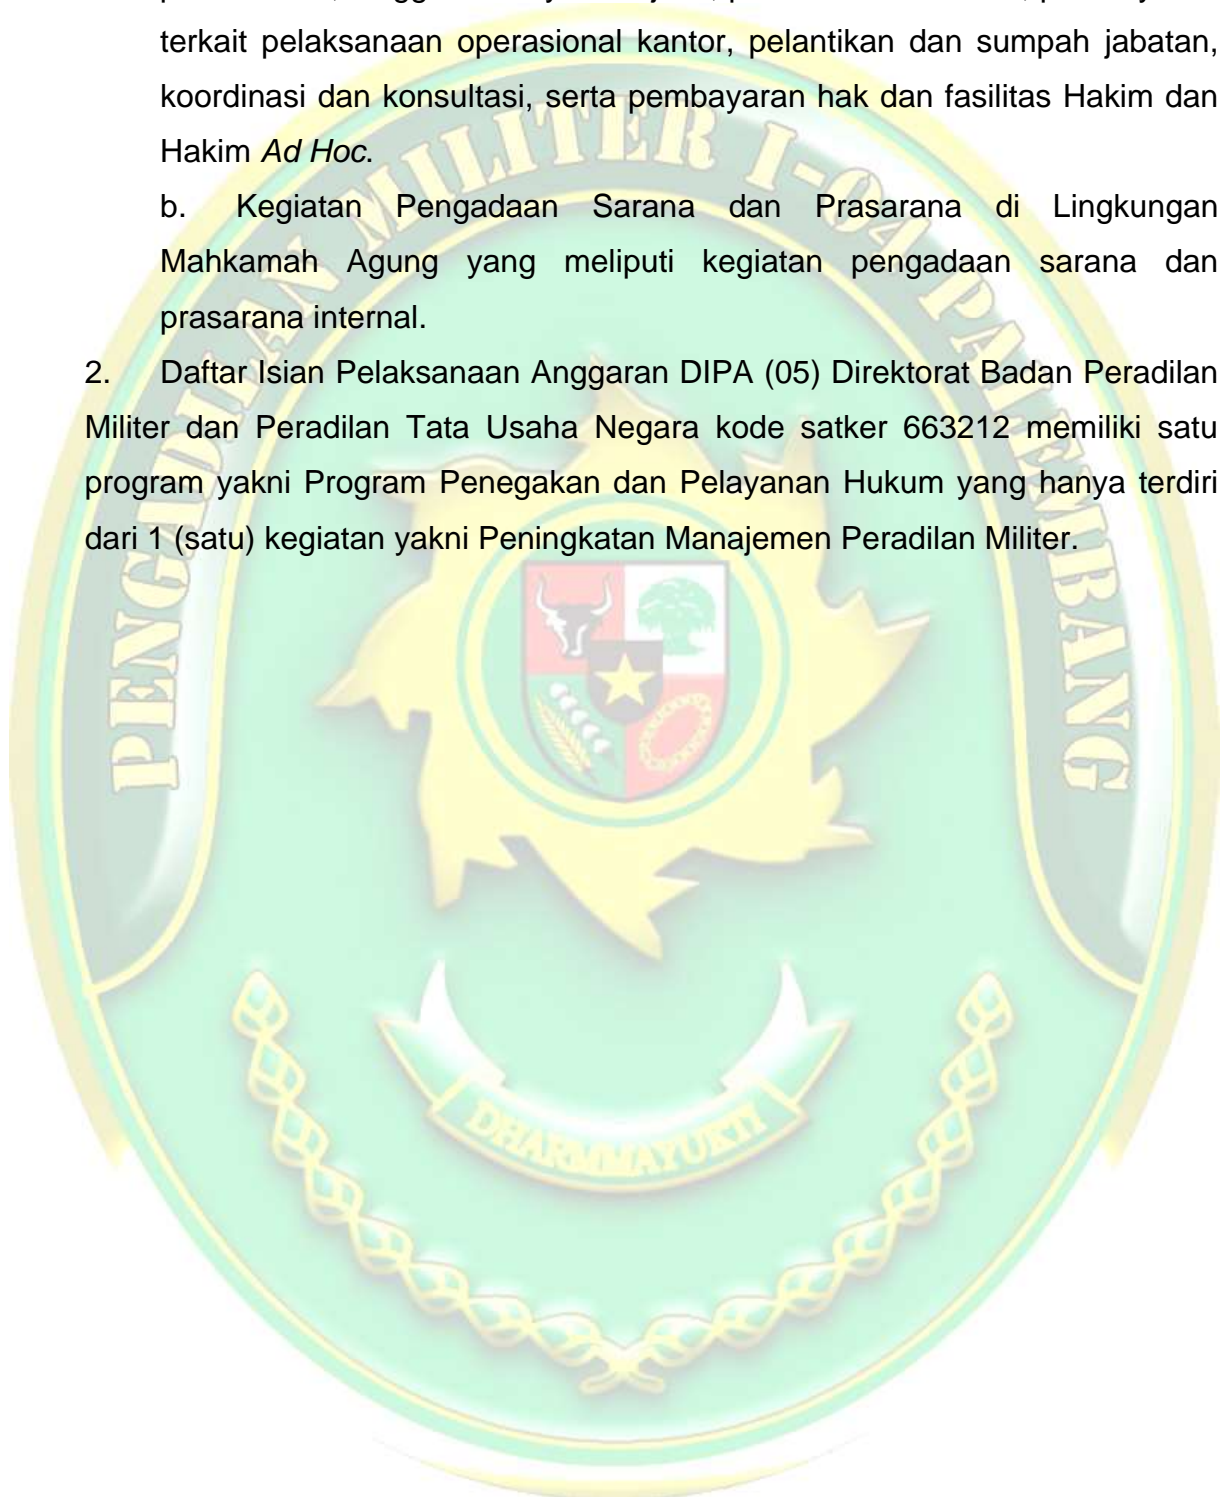 terkait pelaksanaan operasional kantor, pelantikan dan sumpah jabatan,
koordinasi dan konsultasi, serta pembayaran hak dan fasilitas Hakim dan
Hakim Ad Hoc.
b. Kegiatan Pengadaan Sarana dan Prasarana di Lingkungan
Mahkamah Agung yang meliputi kegiatan pengadaan sarana dan
prasarana internal.
2. Daftar Isian Pelaksanaan Anggaran DIPA (05) Direktorat Badan Peradilan
Militer dan Peradilan Tata Usaha Negara kode satker 663212 memiliki satu
program yakni Program Penegakan dan Pelayanan Hukum yang hanya terdiri
dari 1 (satu) kegiatan yakni Peningkatan Manajemen Peradilan Militer.
PENGADILAN MILITER I-04 PALEMBANG
DHARMMAYUKTI